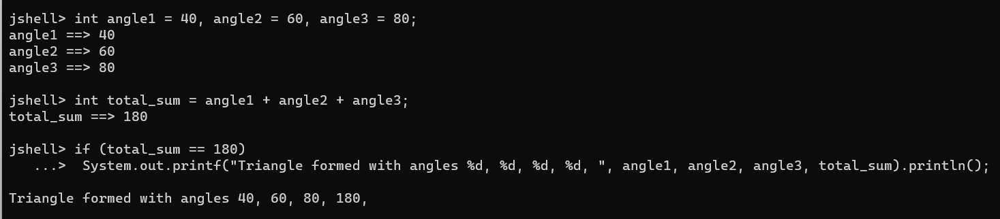 jshell> int angle1 = 40, angle2 = 60, angle3 = 80;
angle1 ==> 40
angle2 ==> 60
angle3 ==> 80
jshell> int total_sum = angle1 + angle2 + angle3;
total_sum ==> 180
jshell> if (total_sum == 180)
   ...>  System.out.printf("Triangle formed with angles %d, %d, %d, %d, ", angle1, angle2, angle3, total_sum).println();
Triangle formed with angles 40, 60, 80, 180,